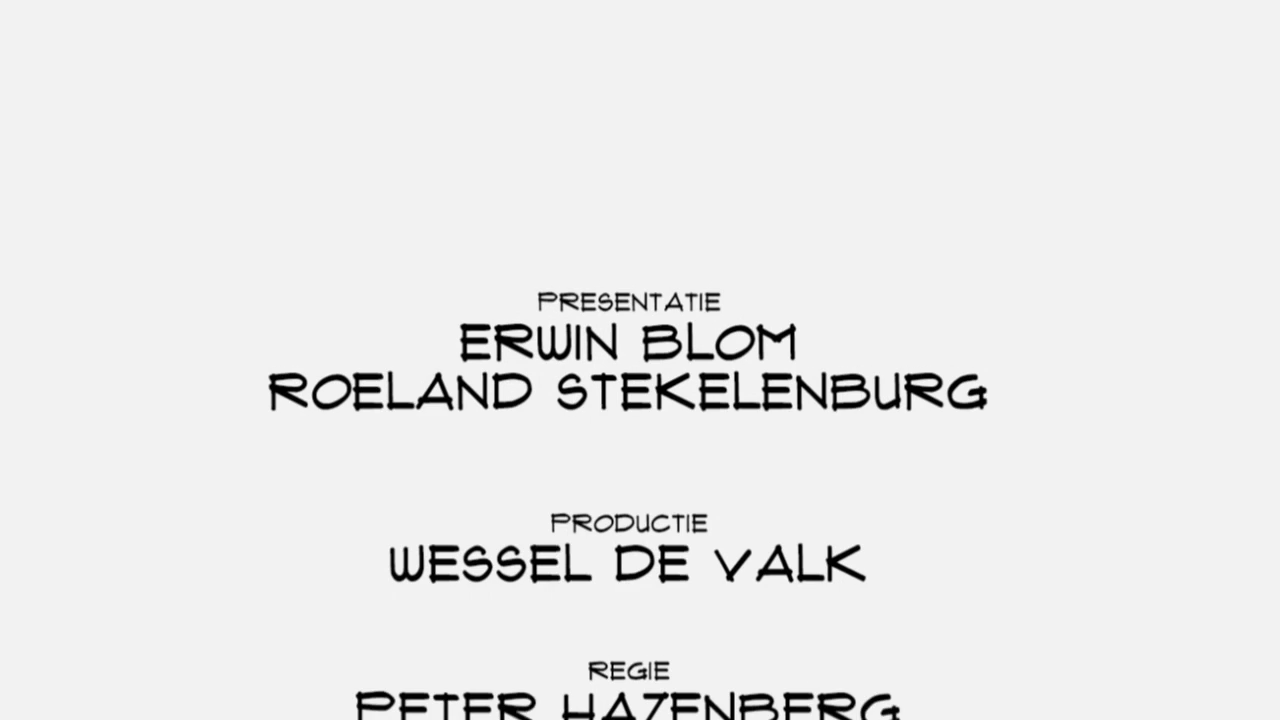 PRESENTATIE
ERWIN BLOM
ROELAND STEKELENBURG
PRODUCTIE
WESSEL DE VALK
REGIE
PETER HAZENBERG